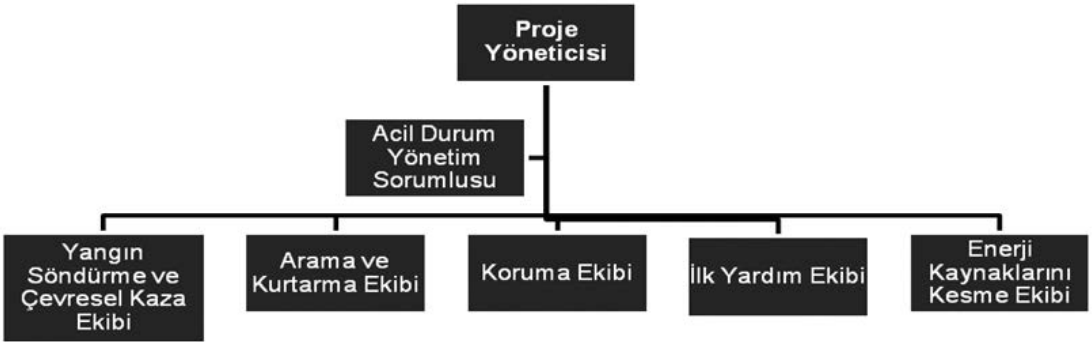 Proje
Yöneticisi
Acil Durum
Yönetim
Sorumlusu
Yangın
Söndürme ve
Çevresel Kaza
Ekibi
Arama ve
Kurtarma Ekibi
Koruma Ekibi
İlk Yardım Ekibi
Enerji
Kaynaklarını
Kesme Ekibi